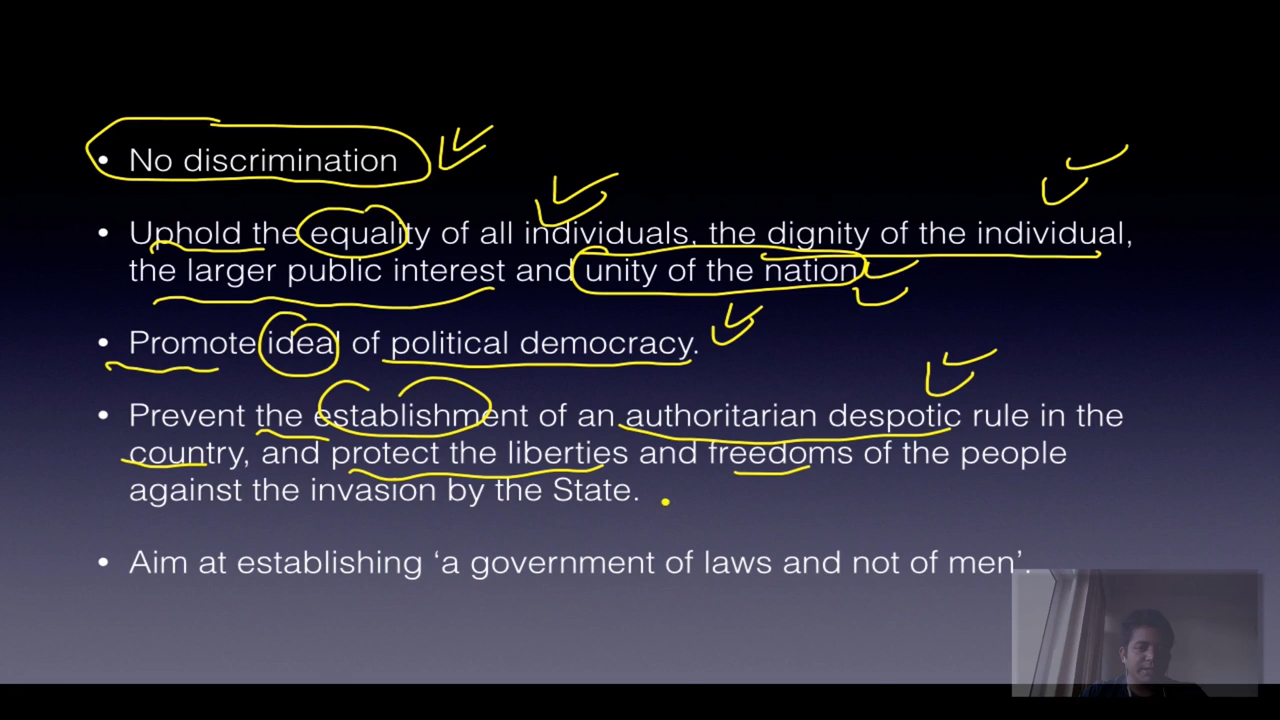 • No discrimination
• Uphold the equality of all individuals, the dignity of the individual,
the larger public interest and unity of the nation
• Promote ideal of political democracy.
• Prevent the establishment of an authoritarian despotic rule in the
country, and protect the liberties and freedoms of the people
against the invasion by the State.
• Aim at establishing ‘a government of laws and not of men’.